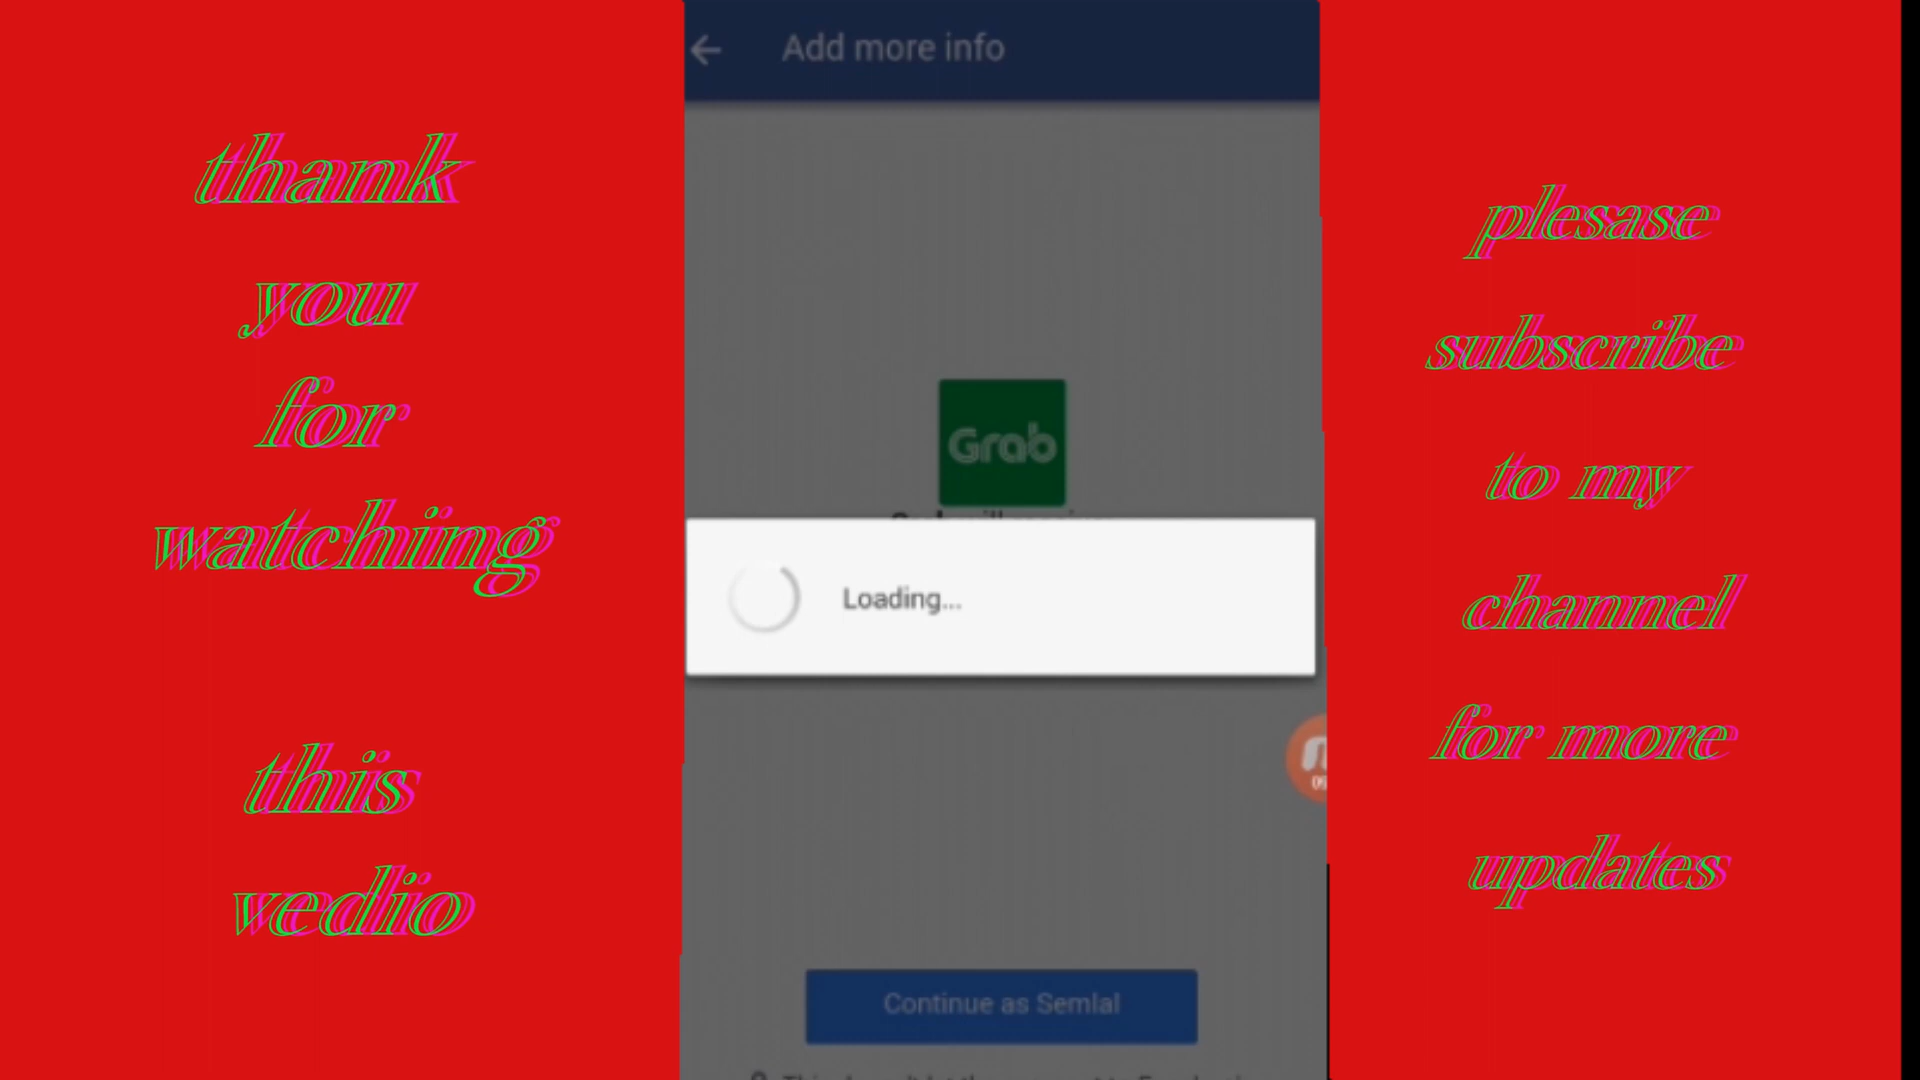 thank
you
for
watching
this
vedio
Add more info
Grab
Loading...
Continue as Semlal
plesase
subscribe
to my
channel
for more
updates